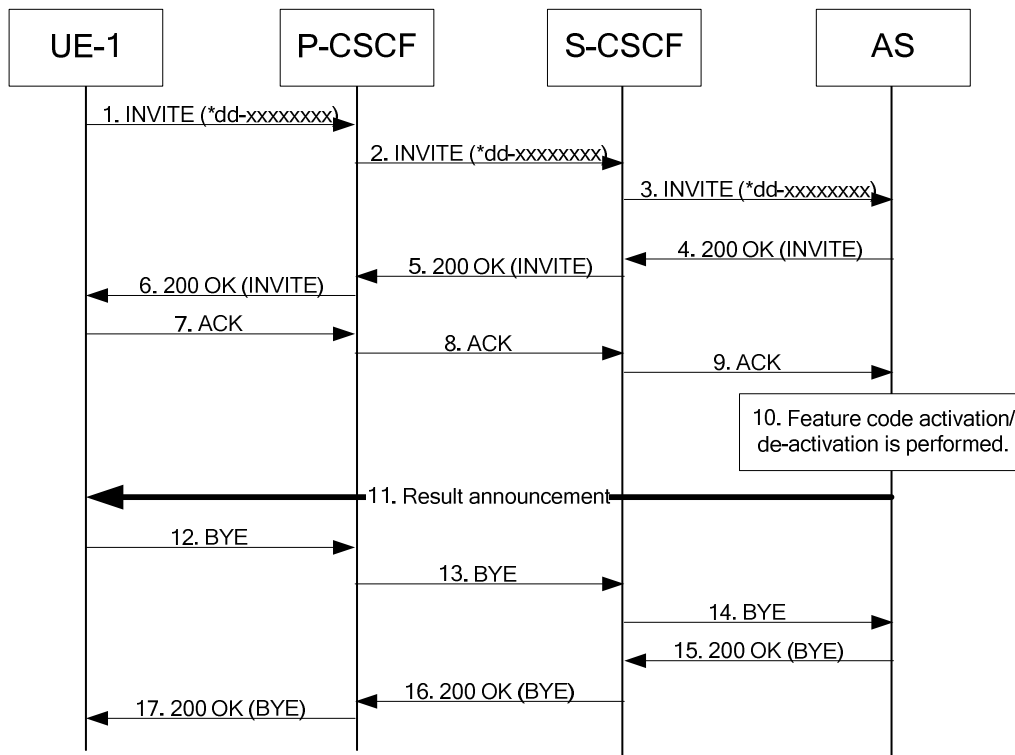 UE-1
P-CSCF
S-CSCF
AS
1. INVITE (*dd-xxxxxxxx)
2. INVITE (*dd-xxxxxxxx)
3. INVITE (*dd-xxxxxxxx)
4. 200 OK (INVITE)
5. 200 OK (INVITE)
6. 200 OK (INVITE)
7. ACK
8. ACK
9. ACK
10. Feature code activation/
de-activation is performed.
11. Result announcement
12. BYE
13. BYE
14. BYE
15. 200 OK (BYE)
16. 200 OK (BYE)
17. 200 OK (BYE)